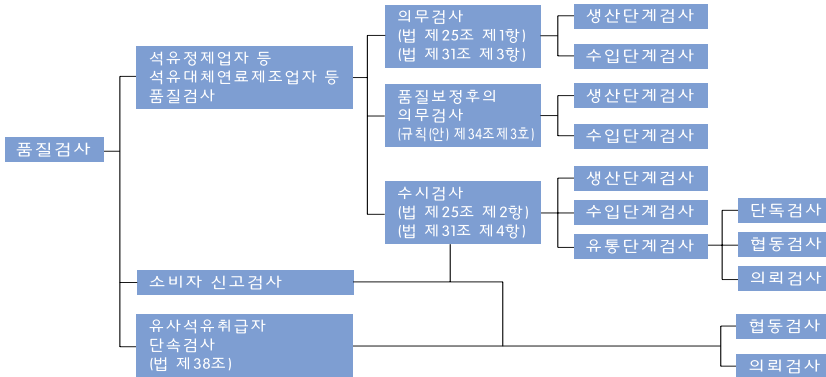 품질검사
석유정제업자 등
석유대체연료제조업자 등
품질검사
의무검사
(법 제25조 제1항)
(법 제31조 제3항)
생산단계검사
수입단계검사
품질보정후의
의무검사
(규칙(안) 제34조제3호)
생산단계검사
수입단계검사
수시검사
(법 제25조 제2항)
(법 제31조 제4항)
생산단계검사
수입단계검사
유통단계검사
단독검사
협동검사
의뢰검사
소비자 신고검사
유사석유취급자
단속검사
(법 제38조)
협동검사
의뢰검사